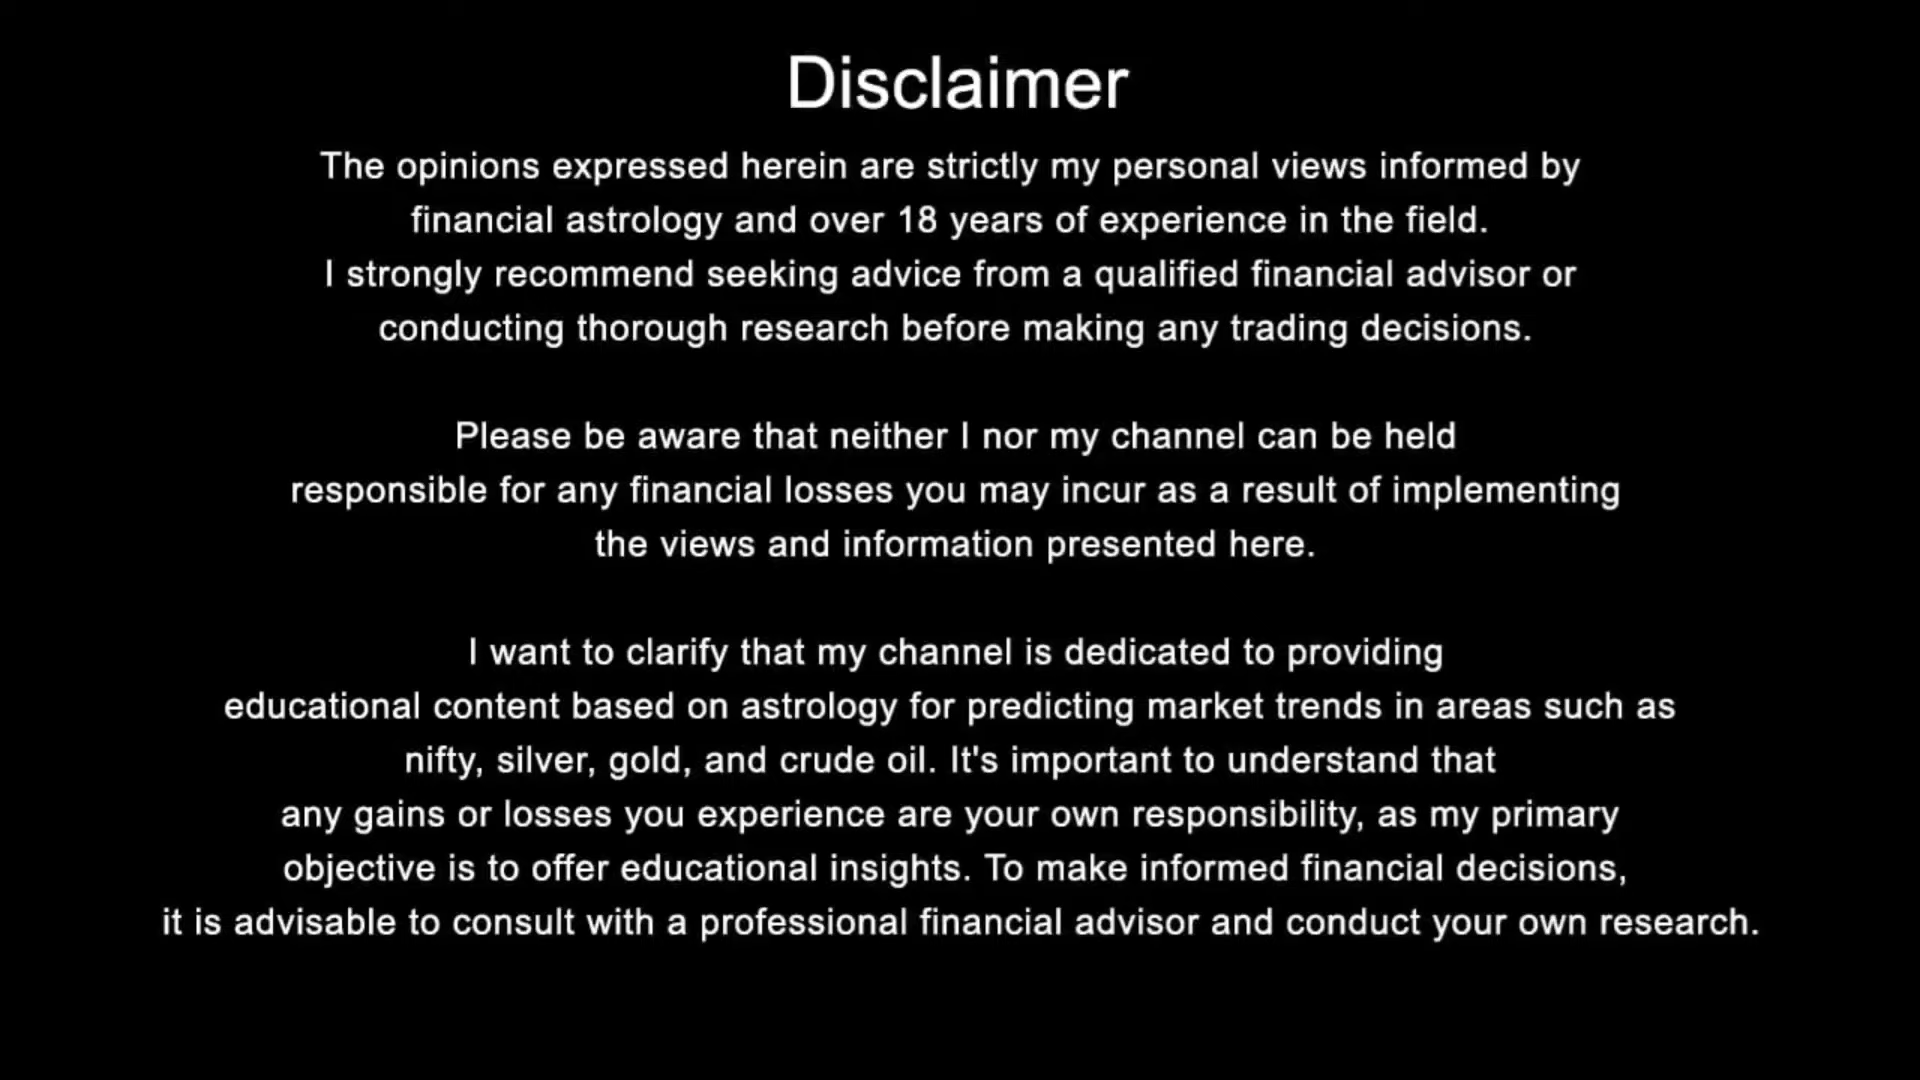 Disclaimer
The opinions expressed herein are strictly my personal views informed by
financial astrology and over 18 years of experience in the field.
I strongly recommend seeking advice from a qualified financial advisor or
conducting thorough research before making any trading decisions.
Please be aware that neither I nor my channel can be held
responsible for any financial losses you may incur as a result of implementing
the views and information presented here.
I want to clarify that my channel is dedicated to providing
educational content based on astrology for predicting market trends in areas such as
nifty, silver, gold, and crude oil. It's important to understand that
any gains or losses you experience are your own responsibility, as my primary
objective is to offer educational insights. To make informed financial decisions,
it is advisable to consult with a professional financial advisor and conduct your own research.